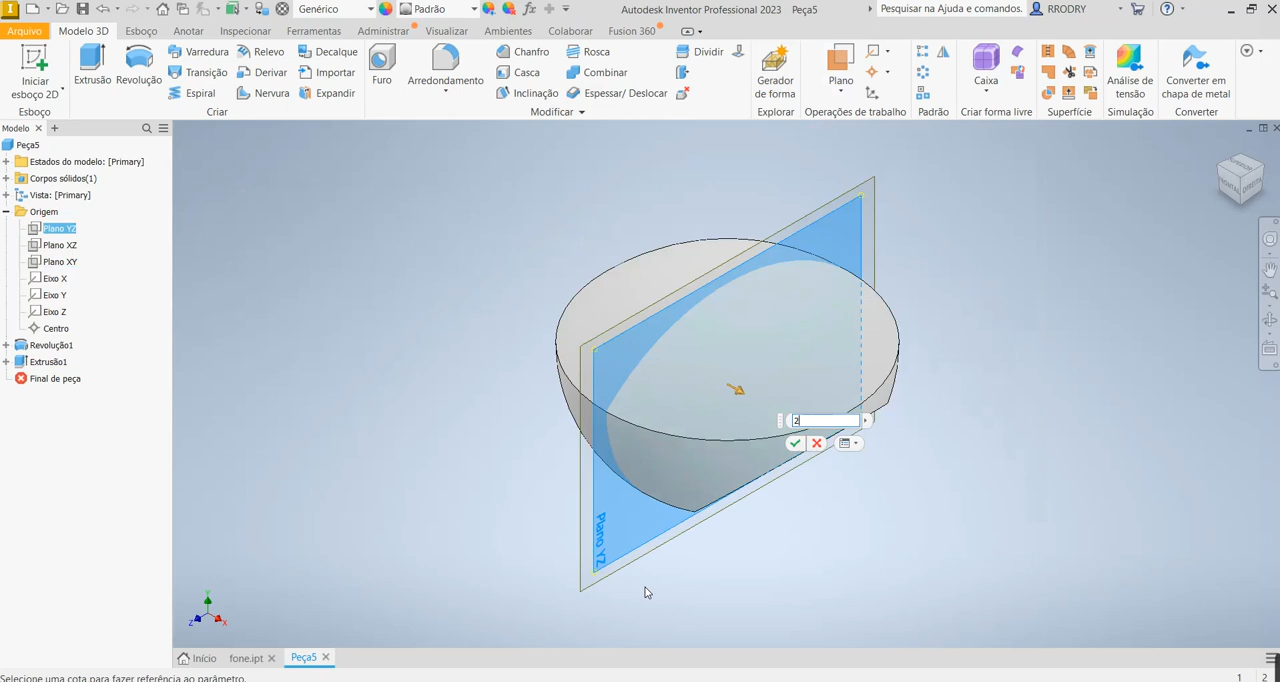 I Genérico Padrão fx Autodesk Inventor Professional 2023 Peça5 Pesquisar na Ajuda e comandos. RRODRY
Arquivo Modelo 3D Esboço Anotar Inspecionar Ferramentas Administrar Visualizar Ambientes Colaborar Fusion 360
Iniciar esboço 2D Extrusão Revolução Varredura Relevo Decalque Furo Arredondamento Chanfro Rosca Dividir Gerador de forma Plano Caixa Análise de tensão Converter em chapa de metal
Transição Derivar Importar Casca Combinar
Espiral Nervura Expandir Inclinação Espessar/ Deslocar
Esboço Criar Modificar Explorar Operações de trabalho Padrão Criar forma livre Superfície Simulação Converter
Modelo
Peça5
Estados do modelo: [Primary]
Corpos sólidos(1)
Vista: [Primary]
Origem
Plano YZ
Plano XZ
Plano XY
Eixo X
Eixo Y
Eixo Z
Centro
Revolução1
Extrusão1
Final de peça
SUPERIOR
FRONTAL DIREITA
2
Plano YZ
Y
Z X
Início fone.ipt Peça5
Selecione uma cota para fazer referência ao parâmetro. 1 2